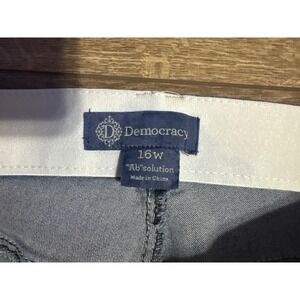 D Democracy
16W
"Ab"solution
Made in China